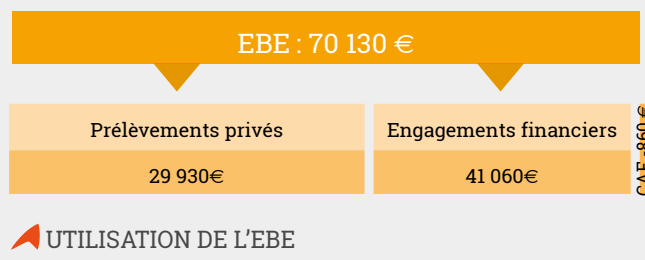 EBE : 70 130 €
Prélèvements privés
29 930€
Engagements financiers
41 060€
UTILISATION DE L'EBE